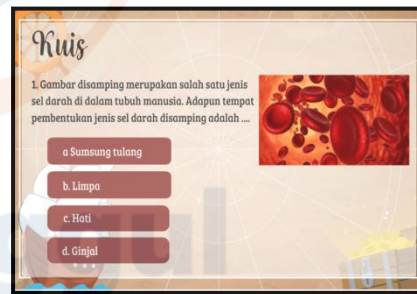 Kuis
1. Gambar disamping merupakan salah satu jenis
sel darah di dalam tubuh manusia. Adapun tempat
pembentukan jenis sel darah disamping adalah ....
a Sumsung tulang
b. Limpa
c. Hati
d. Ginjal